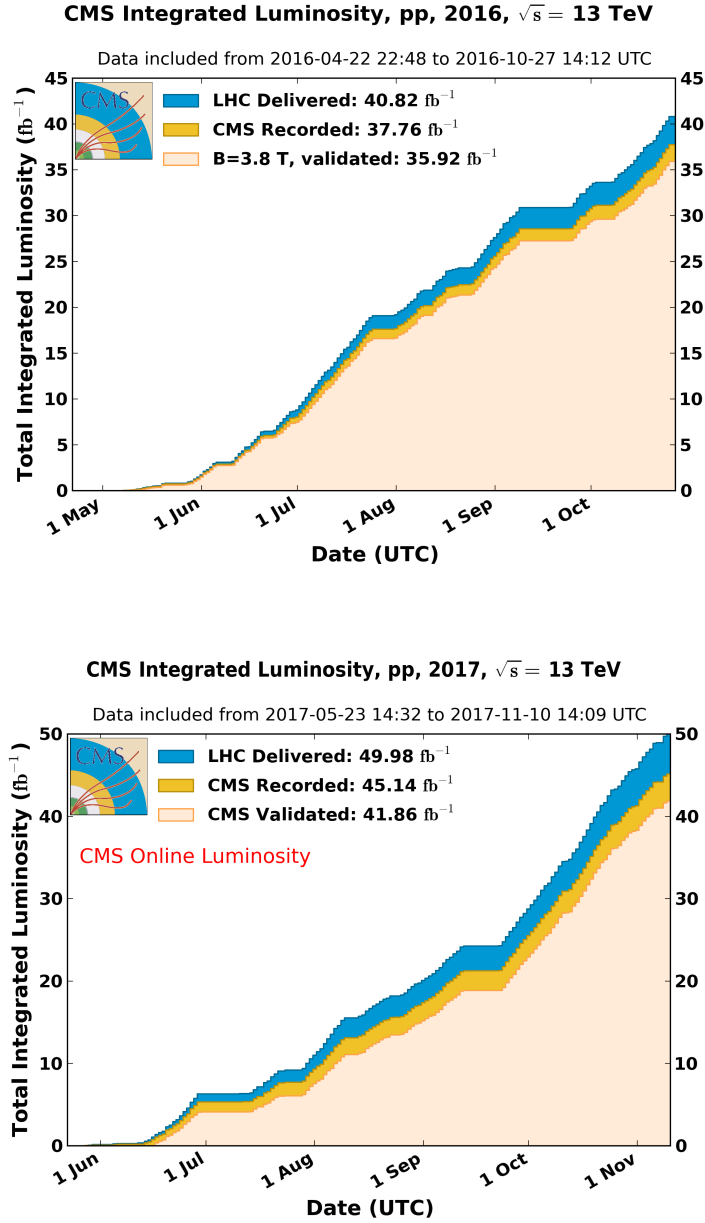 CMS Integrated Luminosity, pp, 2016, √s = 13 TeV
Data included from 2016-04-22 22:48 to 2016-10-27 14:12 UTC
CMS
LHC Delivered: 40.82 fb⁻¹
CMS Recorded: 37.76 fb⁻¹
B=3.8 T, validated: 35.92 fb⁻¹
Total Integrated Luminosity (fb⁻¹)
45 45
40 40
35 35
30 30
25 25
20 20
15 15
10 10
5 5
0 0
1 May 1 Jun 1 Jul 1 Aug 1 Sep 1 Oct
Date (UTC)
CMS Integrated Luminosity, pp, 2017, √s = 13 TeV
Data included from 2017-05-23 14:32 to 2017-11-10 14:09 UTC
CMS
LHC Delivered: 49.98 fb⁻¹
CMS Recorded: 45.14 fb⁻¹
CMS Validated: 41.86 fb⁻¹
CMS Online Luminosity
Total Integrated Luminosity (fb⁻¹)
50 50
40 40
30 30
20 20
10 10
0 0
1 Jun 1 Jul 1 Aug 1 Sep 1 Oct 1 Nov
Date (UTC)